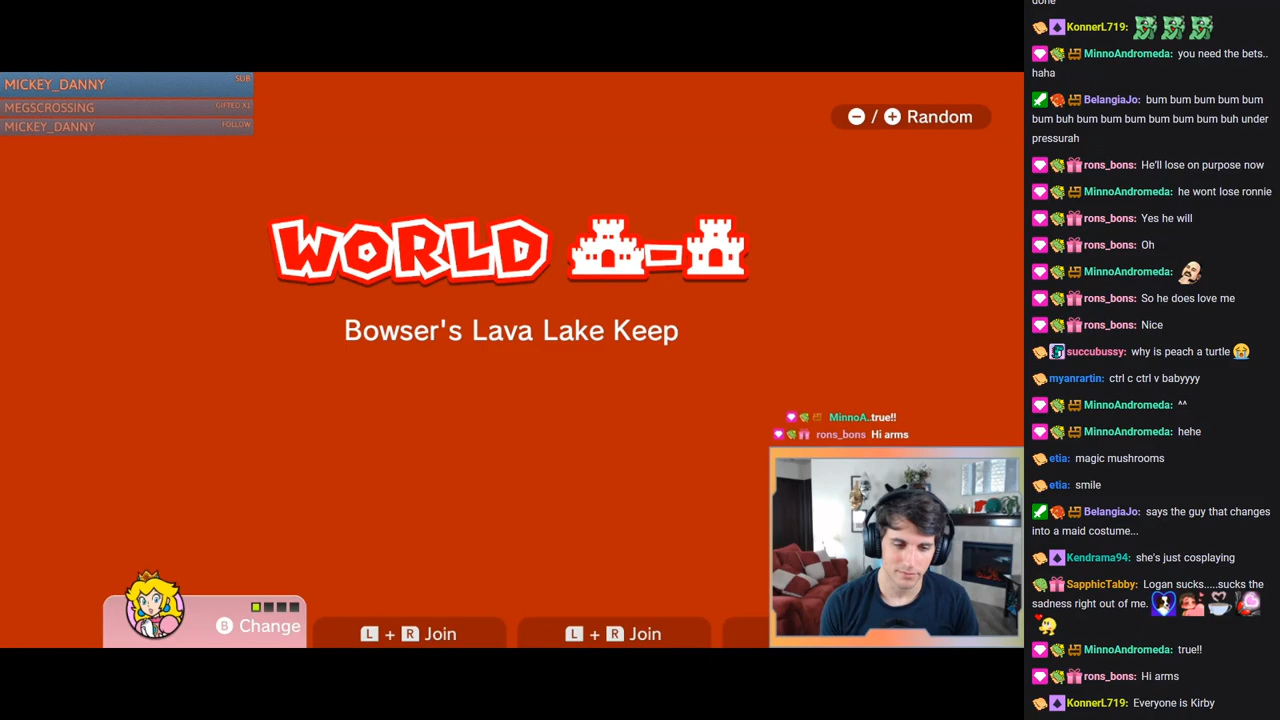 MICKEY_DANNY SUB
MEGSCROSSING GIFTED X1
MICKEY_DANNY FOLLOW
- / + Random
WORLD -
Bowser's Lava Lake Keep
MinnoA..true!!
rons_bons Hi arms
B Change
L + R Join
L + R Join
done
KonnerL719:
MinnoAndromeda: you need the bets..
haha
BelangiaJo: bum bum bum bum bum
bum buh bum bum bum bum bum bum buh under
pressurah
rons_bons: He'll lose on purpose now
MinnoAndromeda: he wont lose ronnie
rons_bons: Yes he will
rons_bons: Oh
MinnoAndromeda:
rons_bons: So he does love me
rons_bons: Nice
succubussy: why is peach a turtle
myanrartin: ctrl c ctrl v babyyyy
MinnoAndromeda: ^^
MinnoAndromeda: hehe
etia: magic mushrooms
etia: smile
BelangiaJo: says the guy that changes
into a maid costume...
Kendrama94: she's just cosplaying
SapphicTabby: Logan sucks.....sucks the
sadness right out of me.
MinnoAndromeda: true!!
rons_bons: Hi arms
KonnerL719: Everyone is Kirby